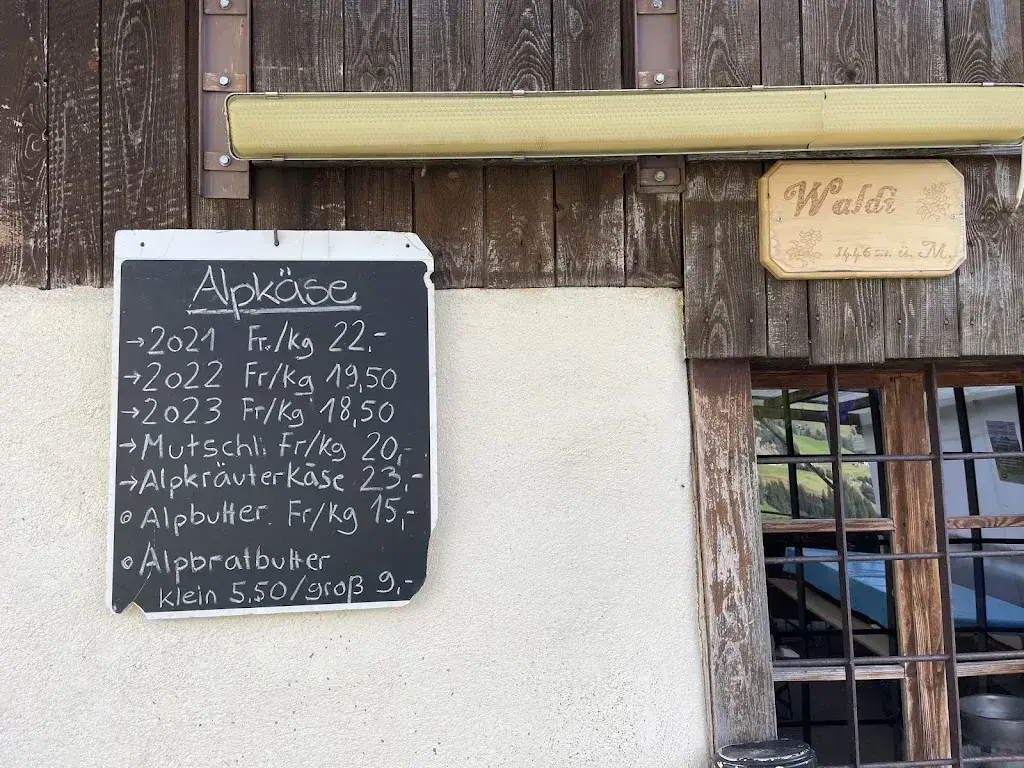 Alpkäse
→2021 Fr./kg 22.-
→2022 Fr/Kg 19,50
→2023 Fr/Kg 18,50
→Mutschli Fr/Kg 20,-
→Alpkräuterkäse 23,-
Alpbutter. Fr/Kg 15,-
Alpbratbutter
klein 5.50/groß 9,-
Waldi
1446 m. ü. M.